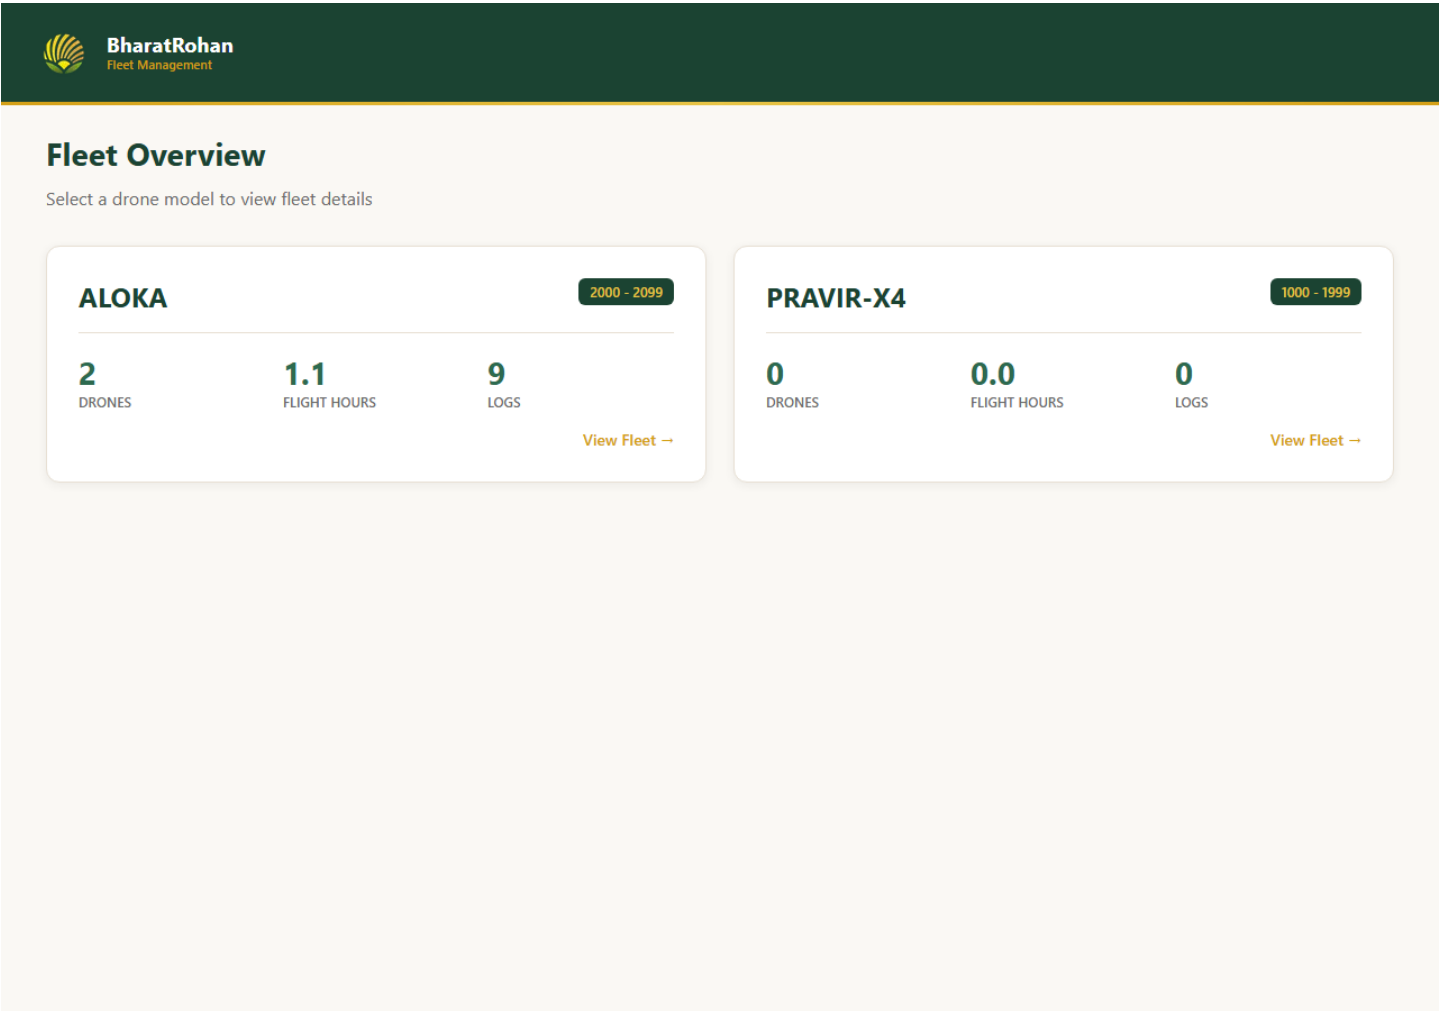 BharatRohan
Fleet Management
Fleet Overview
Select a drone model to view fleet details
ALOKA
2000 - 2099
2
DRONES
1.1
FLIGHT HOURS
9
LOGS
View Fleet →
PRAVIR-X4
1000 - 1999
0
DRONES
0.0
FLIGHT HOURS
0
LOGS
View Fleet →